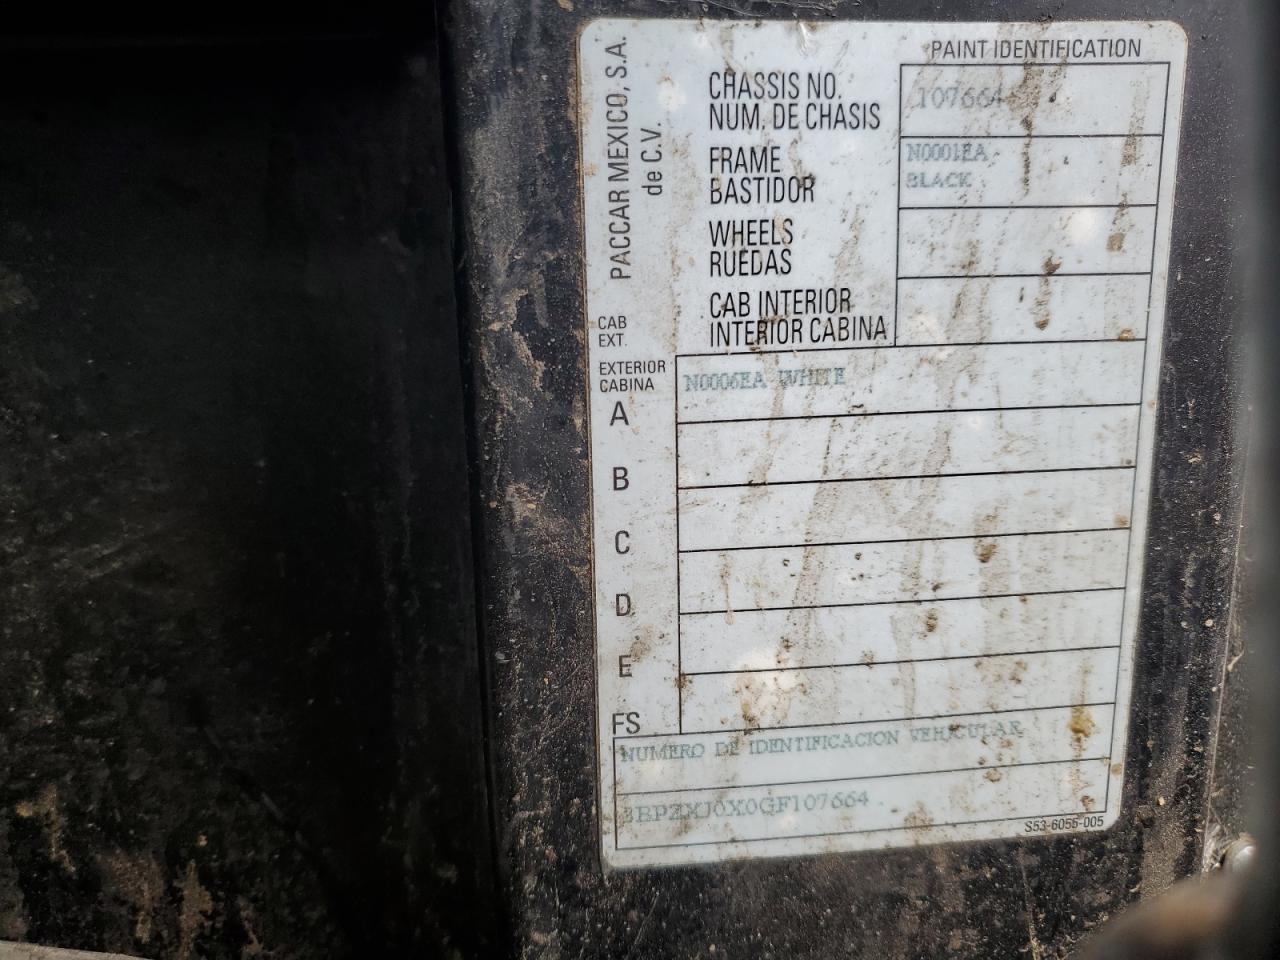 PACCAR MEXICO, S.A.
de C.V.
PAINT IDENTIFICATION
CHASSIS NO.
NUM. DE CHASIS
107664
FRAME
BASTIDOR
N0001EA
BLACK
WHEELS
RUEDAS
CAB INTERIOR
INTERIOR CABINA
CAB
EXT.
EXTERIOR
CABINA
N0006EA WHITE
A
B
C
D
E
FS
NUMERO DE IDENTIFICACION VEHICULAR
S53-6055-005